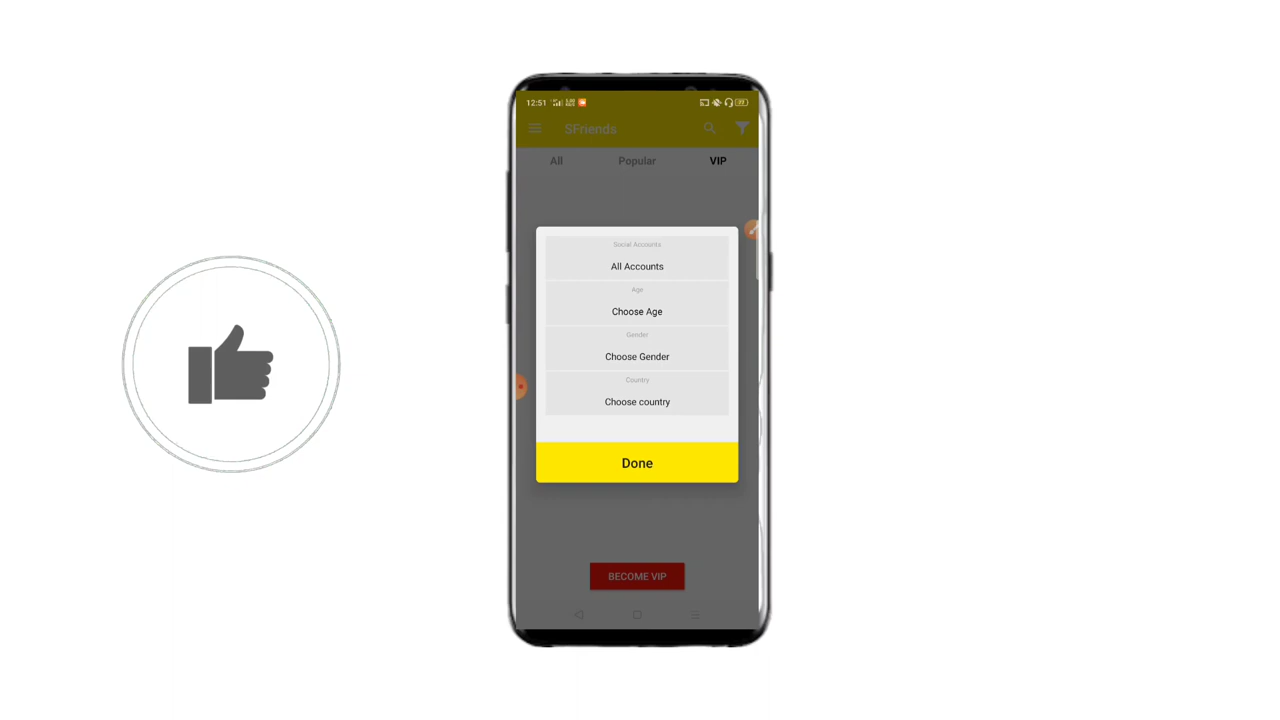 12:51
SFriends
All Popular VIP
Social Accounts
All Accounts
Age
Choose Age
Gender
Choose Gender
Country
Choose country
Done
BECOME VIP